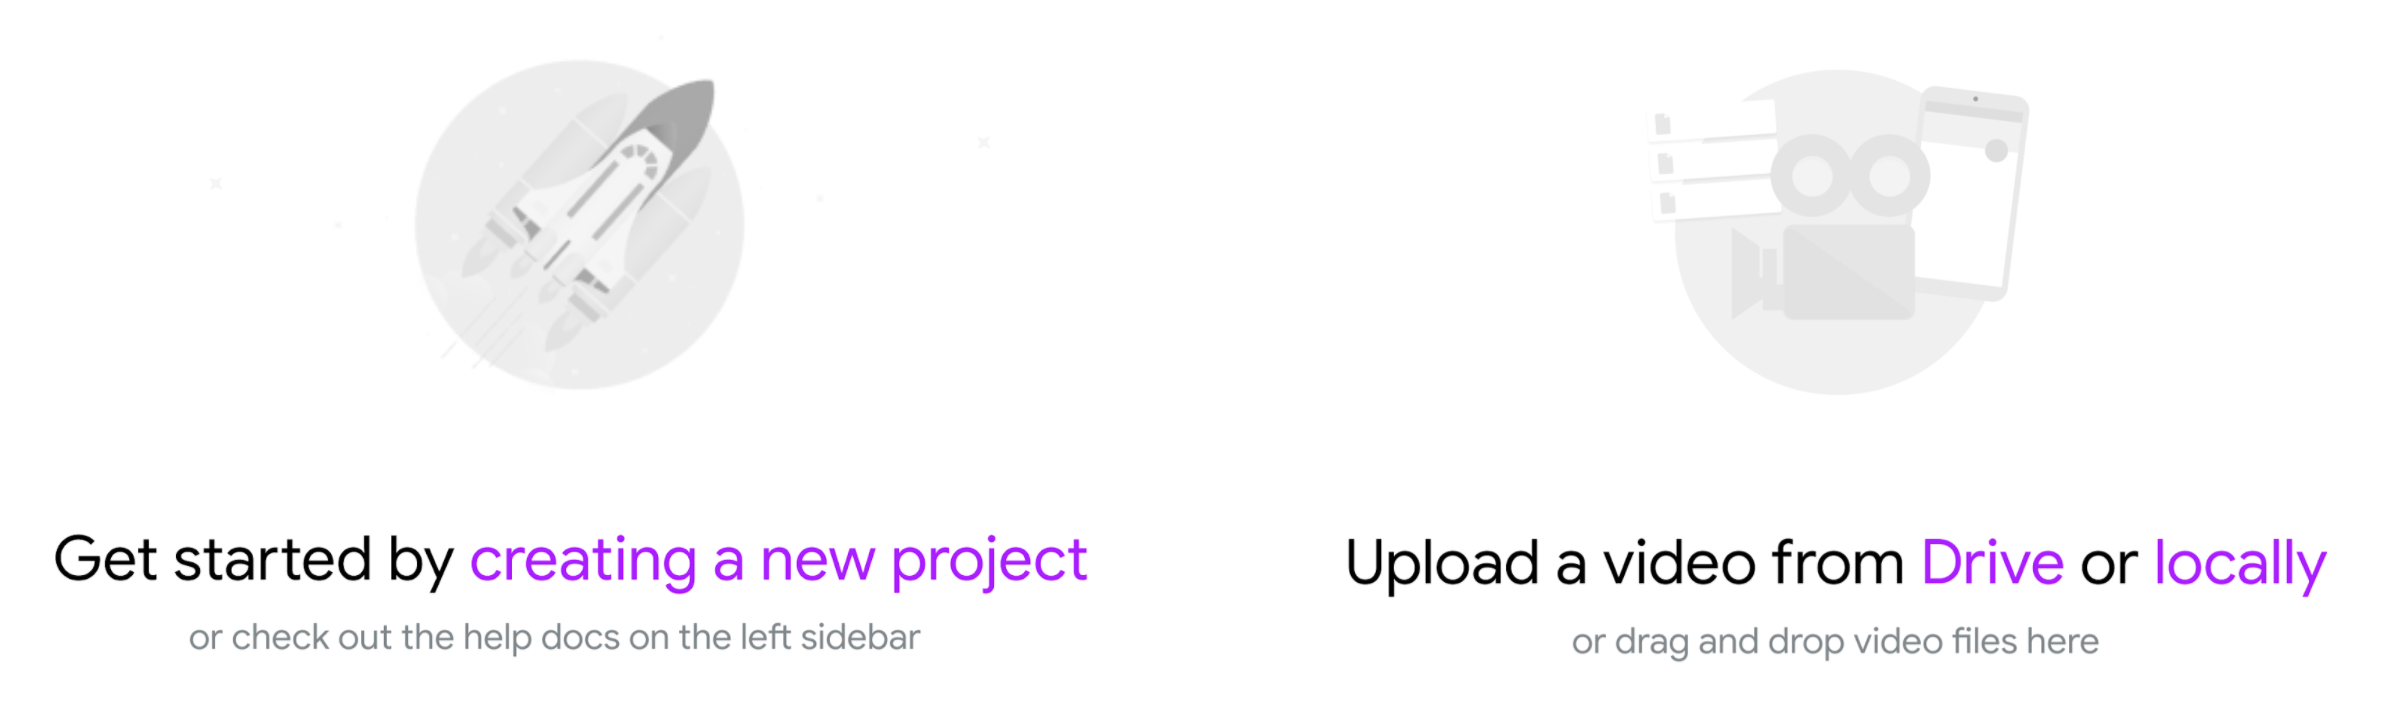 Get started by creating a new project
or check out the help docs on the left sidebar
Upload a video from Drive or locally
or drag and drop video files here